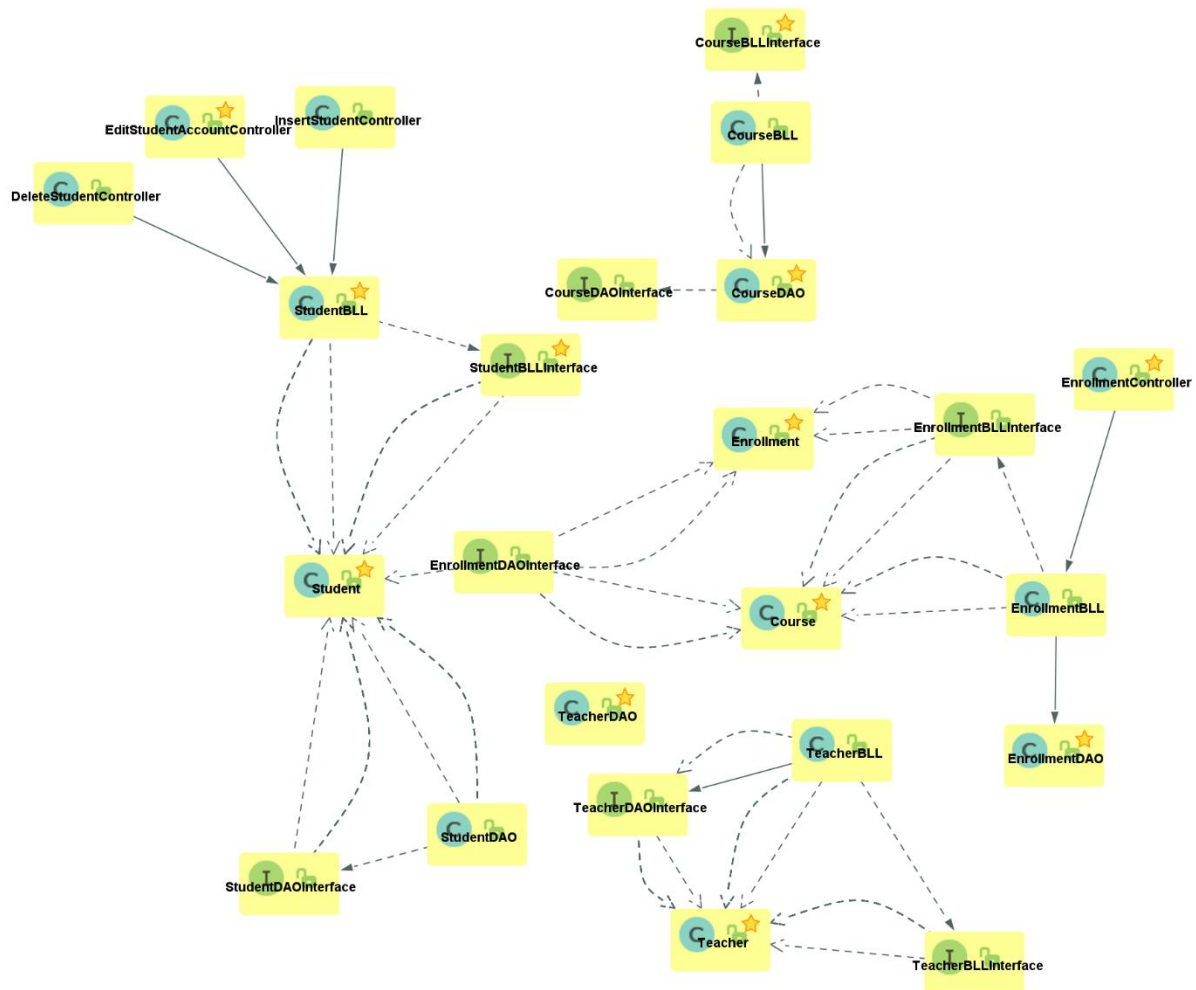 CourseBLLInterface
EditStudentAccountController
InsertStudentController
CourseBLL
DeleteStudentController
CourseDAOInterface
CourseDAO
StudentBLL
StudentBLLInterface
EnrollmentController
Enrollment
EnrollmentBLLInterface
EnrollmentDAOInterface
Student
Course
EnrollmentBLL
TeacherDAO
TeacherBLL
EnrollmentDAO
TeacherDAOInterface
StudentDAO
StudentDAOInterface
Teacher
TeacherBLLInterface